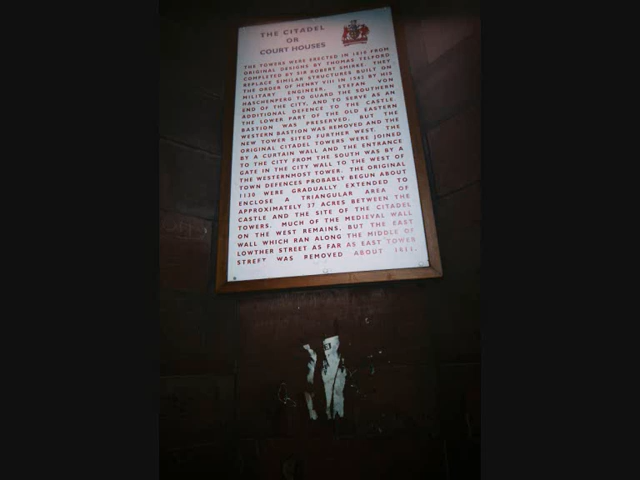 THE CITADEL
OR
COURT HOUSES
THE TOWERS WERE ERECTED IN 1810 FROM
ORIGINAL DESIGNS BY THOMAS TELFORD
COMPLETED BY SIR ROBERT SMIRKE. THEY
REPLACE SIMILAR STRUCTURES BUILT ON
THE ORDER OF HENRY VIII IN 1542 BY HIS
MILITARY ENGINEER, STEFAN VON
HASCHENPERG TO GUARD THE SOUTHERN
END OF THE CITY, AND TO SERVE AS AN
ADDITIONAL DEFENCE TO THE CASTLE.
THE LOWER PART OF THE OLD EASTERN
BASTION WAS PRESERVED, BUT THE
WESTERN BASTION WAS REMOVED AND THE
NEW TOWER SITED FURTHER WEST. THE
ORIGINAL CITADEL TOWERS WERE JOINED
BY A CURTAIN WALL AND THE ENTRANCE
TO THE CITY FROM THE SOUTH WAS BY A
GATE IN THE CITY WALL TO THE WEST OF
THE WESTERNMOST TOWER. THE ORIGINAL
TOWN DEFENCES PROBABLY BEGUN ABOUT
1130 WERE GRADUALLY EXTENDED TO
ENCLOSE A TRIANGULAR AREA OF
APPROXIMATELY 37 ACRES BETWEEN THE
CASTLE AND THE SITE OF THE CITADEL
TOWERS. MUCH OF THE MEDIEVAL WALL
ON THE WEST REMAINS, BUT THE EAST
WALL WHICH RAN ALONG THE MIDDLE OF
LOWTHER STREET AS FAR AS EAST TOWER
STREET WAS REMOVED ABOUT